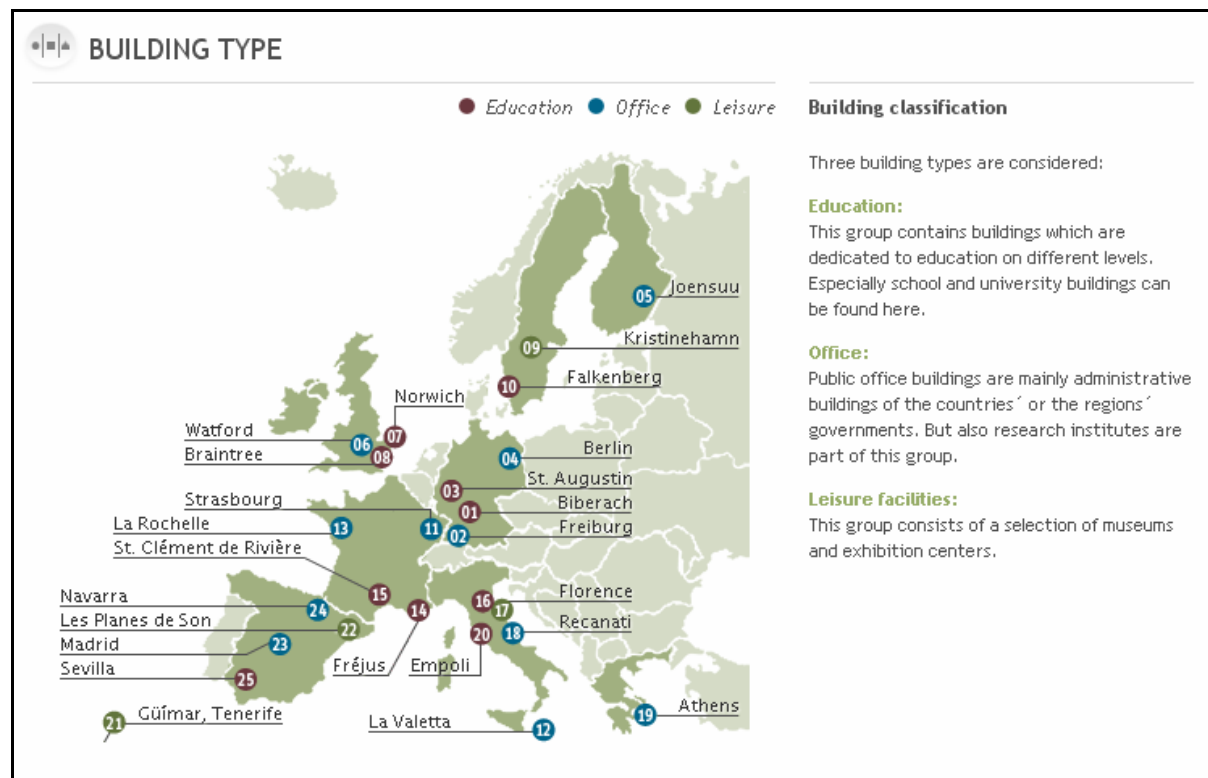 BUILDING TYPE
Education Office Leisure
Joensuu
05
Kristinehamn
09
Falkenberg
10
Norwich
07
Watford
06
Braintree
08
Berlin
04
St. Augustin
03
Strasbourg
11
Biberach
01
La Rochelle
13
Freiburg
02
St. Clément de Rivière
15
Florence
16
17
Navarra
24
14
Les Planes de Son
22
Recanati
18
20
Madrid
23
Fréjus
Empoli
Sevilla
25
Güímar, Tenerife
21
La Valetta
12
Athens
19
Building classification
Three building types are considered:
Education:
This group contains buildings which are
dedicated to education on different levels.
Especially school and university buildings can
be found here.
Office:
Public office buildings are mainly administrative
buildings of the countries´ or the regions´
governments. But also research institutes are
part of this group.
Leisure facilities:
This group consists of a selection of museums
and exhibition centers.